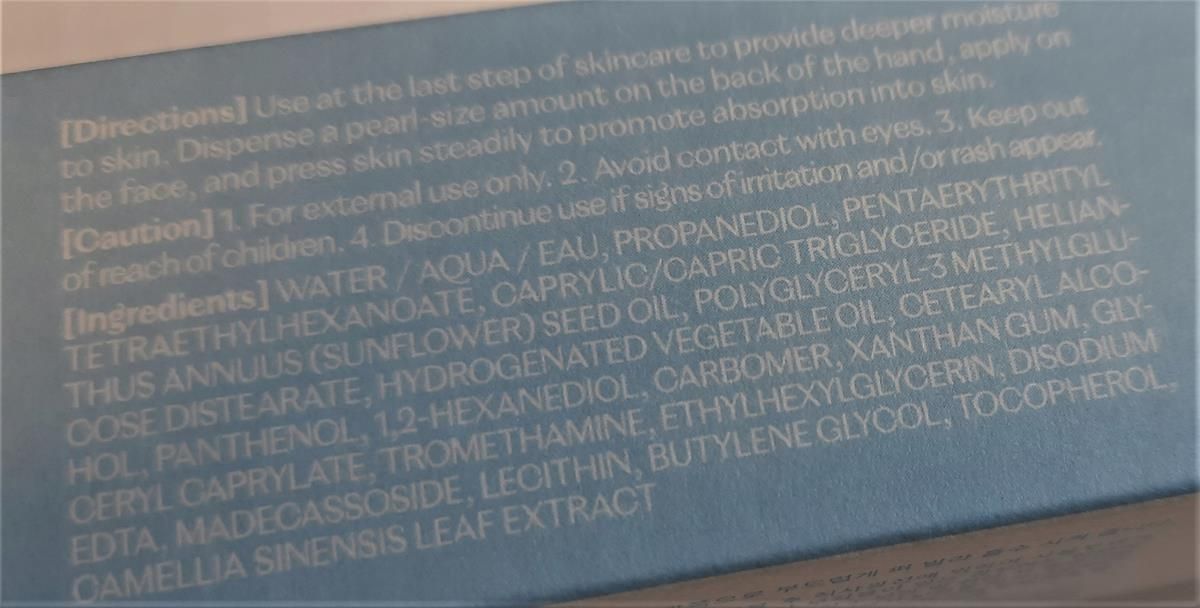 [Directions] Use at the last step of skincare to provide deeper moisture
to skin. Dispense a pearl-size amount on the back of the hand, apply on
the face, and press skin steadily to promote absorption into skin.
[Caution] 1. For external use only. 2. Avoid contact with eyes. 3. Keep out
of reach of children. 4. Discontinue use if signs of irritation and/or rash appear.
[Ingredients] WATER / AQUA / EAU, PROPANEDIOL, PENTAERYTHRITYL
TETRAETHYLHEXANOATE, CAPRYLIC/CAPRIC TRIGLYCERIDE, HELIAN-
THUS ANNUUS (SUNFLOWER) SEED OIL, POLYGLYCERYL-3 METHYLGLU-
COSE DISTEARATE, HYDROGENATED VEGETABLE OIL, CETEARYL ALCO-
HOL, PANTHENOL, 1,2-HEXANEDIOL, CARBOMER, XANTHAN GUM, GLY-
CERYL CAPRYLATE, TROMETHAMINE, ETHYLHEXYLGLYCERIN, DISODIUM
EDTA, MADECASSOSIDE, LECITHIN, BUTYLENE GLYCOL, TOCOPHEROL,
CAMELLIA SINENSIS LEAF EXTRACT